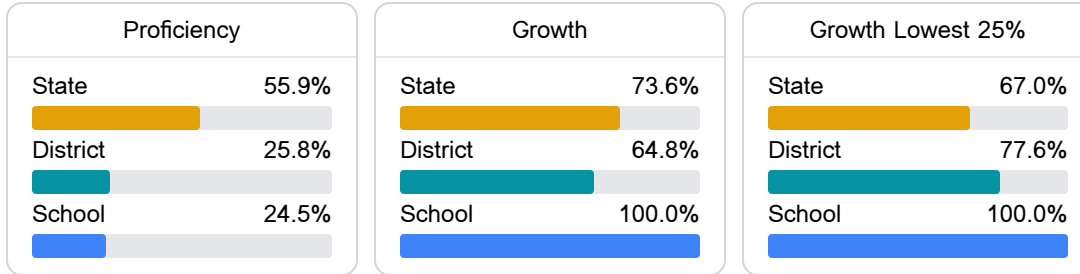 Proficiency
State 55.9%
District 25.8%
School 24.5%
Growth
State 73.6%
District 64.8%
School 100.0%
Growth Lowest 25%
State 67.0%
District 77.6%
School 100.0%